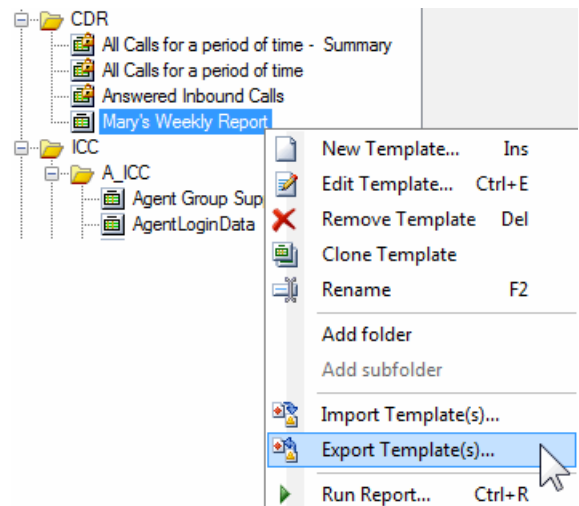 CDR
All Calls for a period of time - Summary
All Calls for a period of time
Answered Inbound Calls
Mary's Weekly Report
ICC
A_ICC
Agent Group Sup
AgentLoginData
New Template... Ins
Edit Template... Ctrl+E
Remove Template Del
Clone Template
Rename F2
Add folder
Add subfolder
Import Template(s)...
Export Template(s)...
Run Report... Ctrl+R